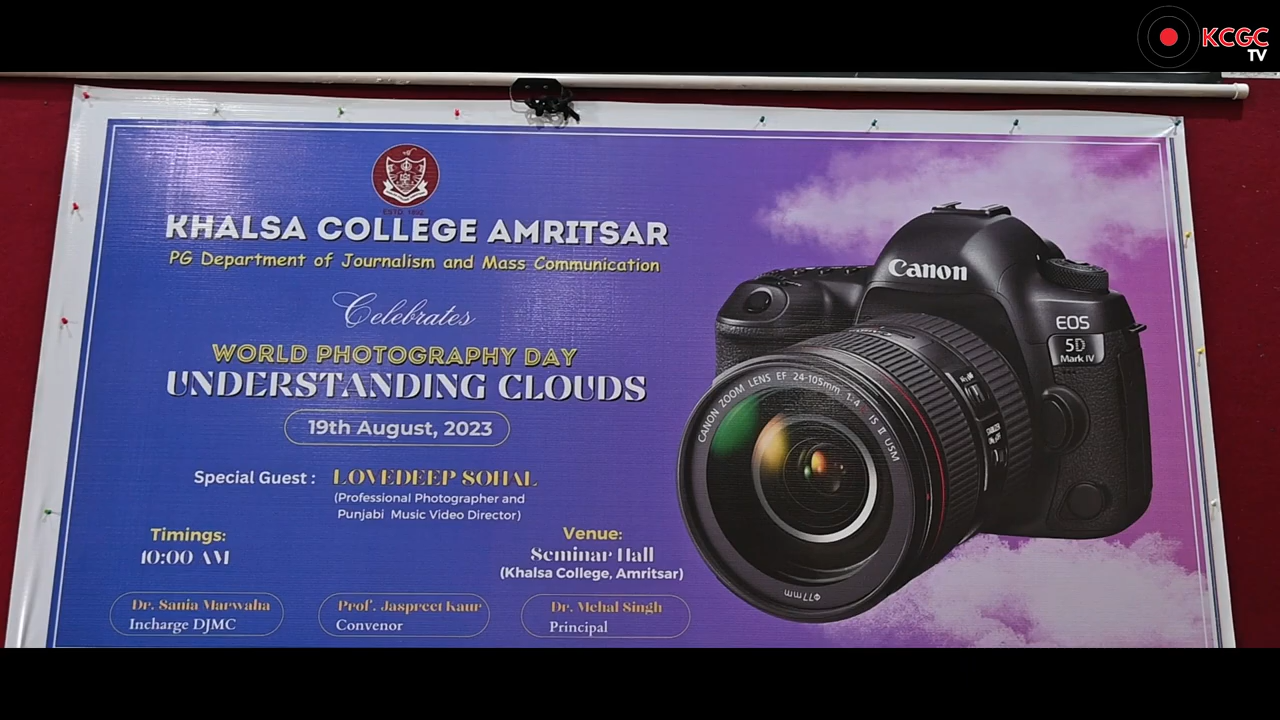 KCGC
TV
ESTD. 1892
KHALSA COLLEGE AMRITSAR
PG Department of Journalism and Mass Communication
Celebrates
WORLD PHOTOGRAPHY DAY
UNDERSTANDING CLOUDS
19th August, 2023
Special Guest : LOVEDEEP SOHAL
(Professional Photographer and
Punjabi Music Video Director)
Timings:
10:00 AM
Venue:
Seminar Hall
(Khalsa College, Amritsar)
Dr. Sania Marwaha
Incharge DJMC
Prof. Jaspreet Kaur
Convenor
Dr. Mehal Singh
Principal
Canon
EOS
5D
Mark IV
CANON ZOOM LENS EF 24-105mm 1:4 L IS II USM
STABILIZER
Φ77mm